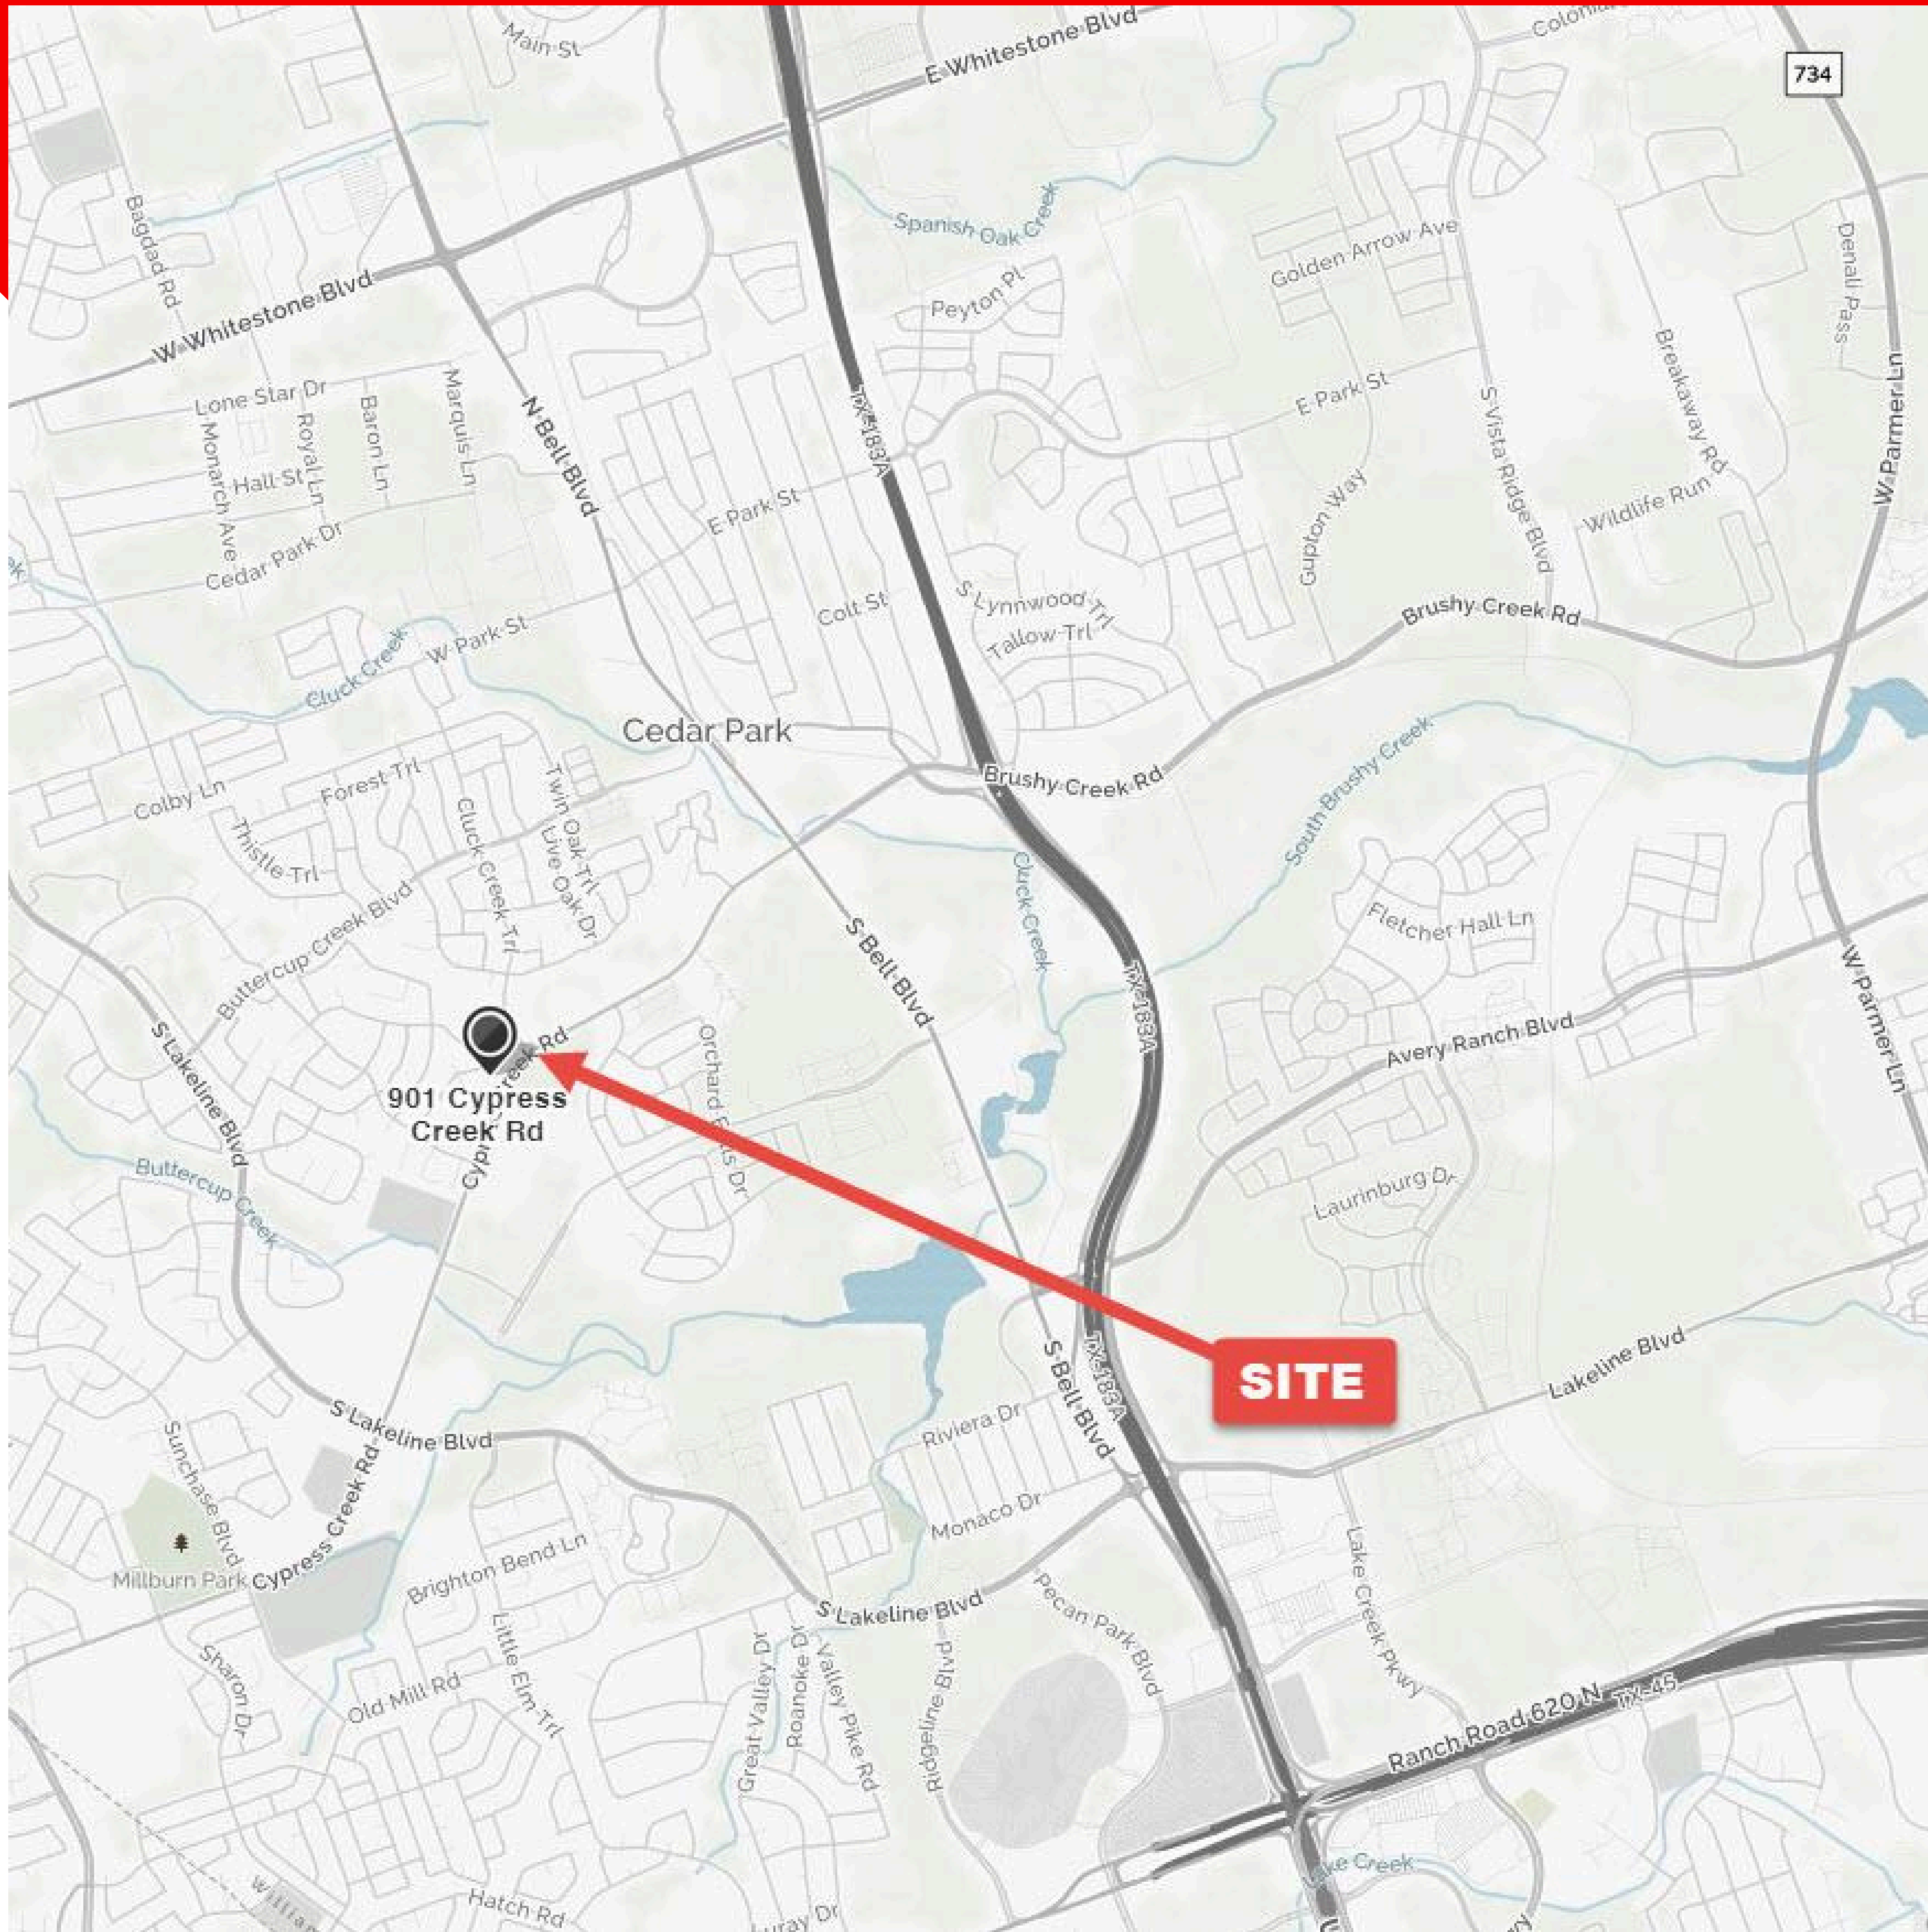 Main St
E Whitestone Blvd
734
Bagdad Rd
Spanish Oak Creek
Golden Arrow Ave
Denali Pass
W Whitestone Blvd
Peyton Pl
Breakaway Rd
W Parmer Ln
Lone Star Dr
Monarch Ave
Royal Ln
Baron Ln
Marquis Ln
N Bell Blvd
TX-183A
E Park St
S Vista Ridge Blvd
Hall St
E Park St
Gupton Way
Wildlife Run
Cedar Park Dr
Colt St
S Lynnwood Trl
Tallow Trl
Brushy Creek Rd
Cluck Creek
W Park St
Cedar Park
Brushy Creek Rd
South Brushy Creek
Colby Ln
Forest Trl
Twin Oak Trl
Live Oak Dr
Cluck Creek Trl
Thistle Trl
Buttercup Creek Blvd
Cluck Creek
S Bell Blvd
Fletcher Hall Ln
TX-183A
W Parmer Ln
S Lakeline Blvd
Orchard
Dr
Avery Ranch Blvd
901 Cypress
Creek Rd
Rd
Buttercup Creek
Laurinburg Dr
SITE
S Bell Blvd
TX-183A
Lakeline Blvd
S Lakeline Blvd
Riviera Dr
Sunchase Blvd
Cypress Creek Rd
Monaco Dr
Millburn Park
Brighton Bend Ln
Lake Creek Pkwy
S Lakeline Blvd
Pecan Park Blvd
Sharon Dr
Old Mill Rd
Little Elm Trl
Great Valley Dr
Roanoke Dr
Valley Pike Rd
Ridgeline Blvd
Ranch Road 620 N
TX-45
Lake Creek
Hatch Rd
Dr